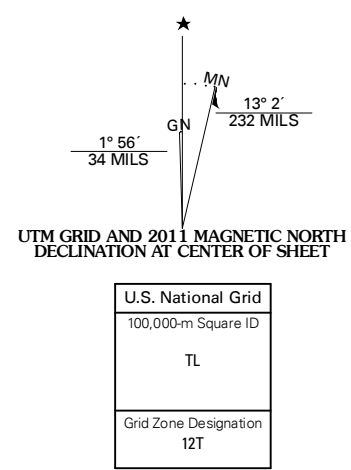 ★
MN
GN
13° 2´
232 MILS
1° 56´
34 MILS
UTM GRID AND 2011 MAGNETIC NORTH
DECLINATION AT CENTER OF SHEET
U.S. National Grid
100,000-m Square ID
TL
Grid Zone Designation
12T